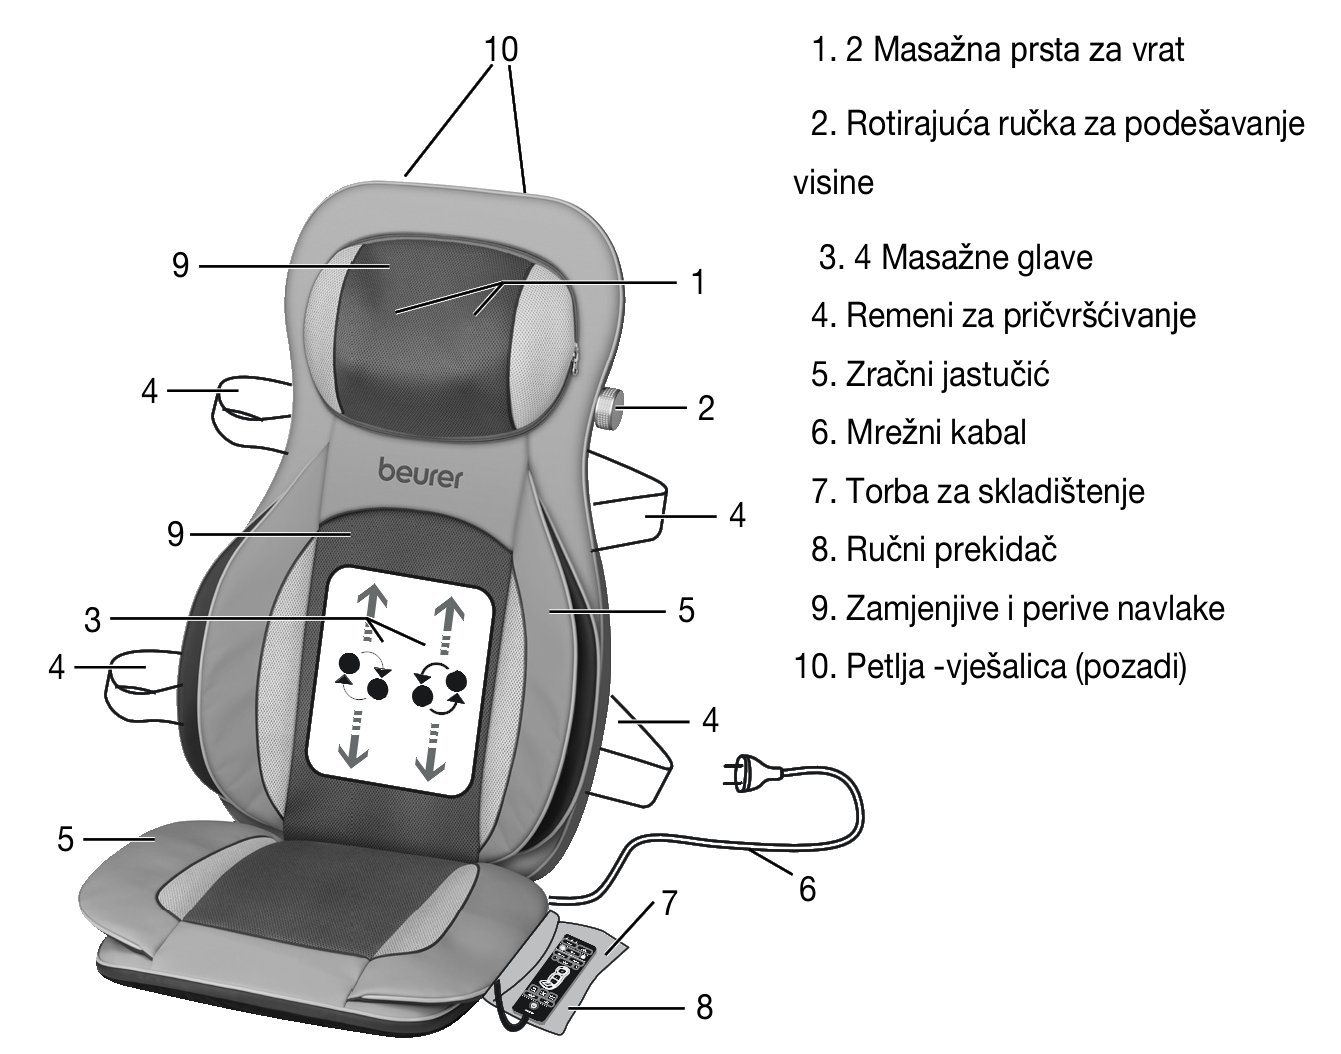 10
1. 2 Masažna prsta za vrat
2. Rotirajuća ručka za podešavanje
visine
3. 4 Masažne glave
4. Remeni za pričvršćivanje
5. Zračni jastučić
6. Mrežni kabal
7. Torba za skladištenje
8. Ručni prekidač
9. Zamjenjive i perive navlake
10. Petlja -vješalica (pozadi)
9
1
4
2
beurer
4
9
5
3
4
4
5
6
7
8